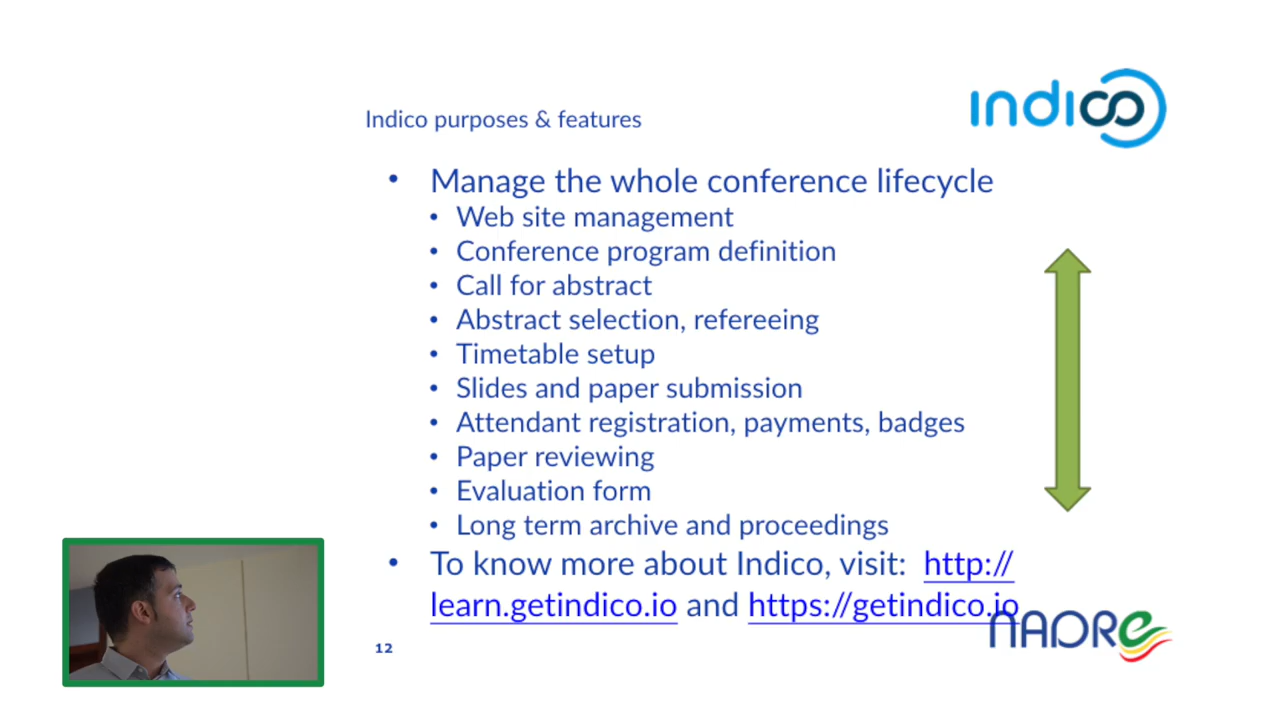 indico
Indico purposes & features
• Manage the whole conference lifecycle
• Web site management
• Conference program definition
• Call for abstract
• Abstract selection, refereeing
• Timetable setup
• Slides and paper submission
• Attendant registration, payments, badges
• Paper reviewing
• Evaluation form
• Long term archive and proceedings
• To know more about Indico, visit: http://
learn.getindico.io and https://getindico.io
NADRe
12